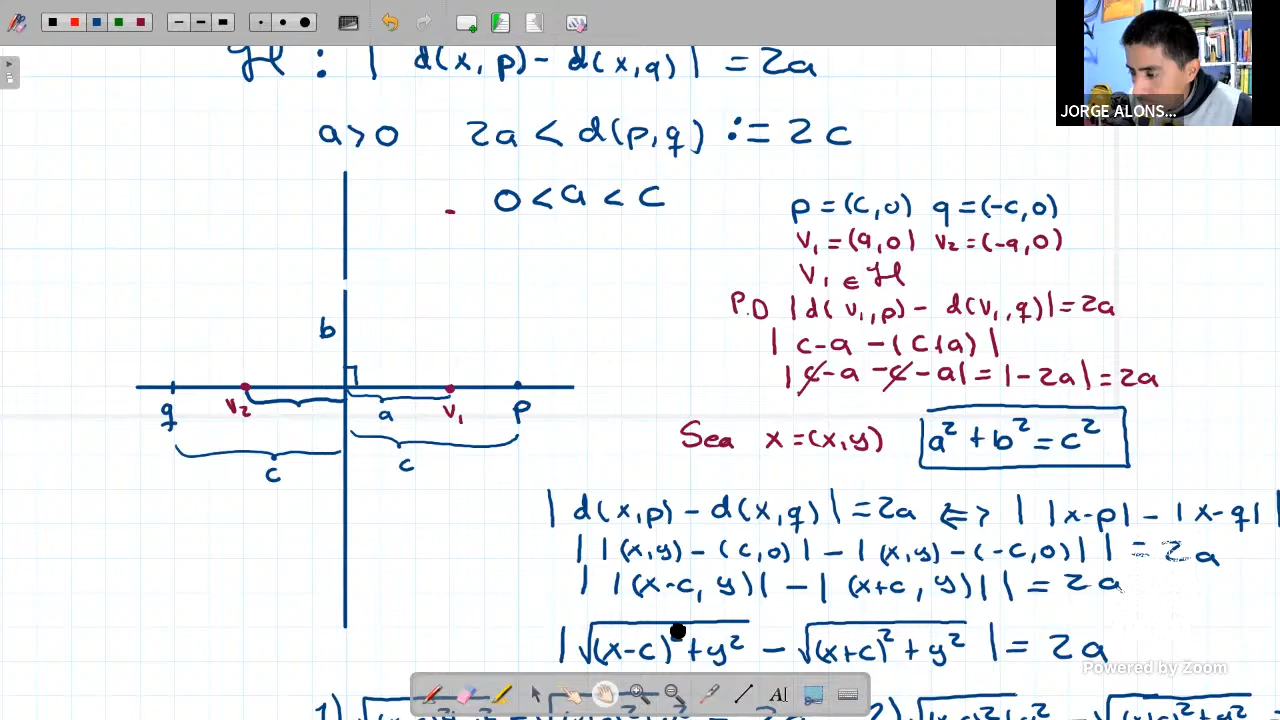 ℋ : | d(x,p) - d(x,q) | = 2a
a>0 2a < d(p,q) := 2c
0 < a < c
JORGE ALONS...
p = (c,0) q = (-c,0)
v₁ = (a,0) v₂ = (-a,0)
v₁ ∈ ℋ
P.D | d(v₁,p) - d(v₁,q) | = 2a
| c-a - (c+a) |
| c - a - c - a | = | -2a | = 2a
b
q v₂ a v₁ p
c c
Sea x = (x,y) a² + b² = c²
| d(x,p) - d(x,q) | = 2a ⇔ | |x-p| - |x-q| |
| |(x,y) - (c,0)| - |(x,y) - (-c,0)| | = 2a
| |(x-c, y)| - |(x+c, y)| | = 2a
| √(x-c)² + y² - √(x+c)² + y² | = 2a
Powered by Zoom
1) 2)